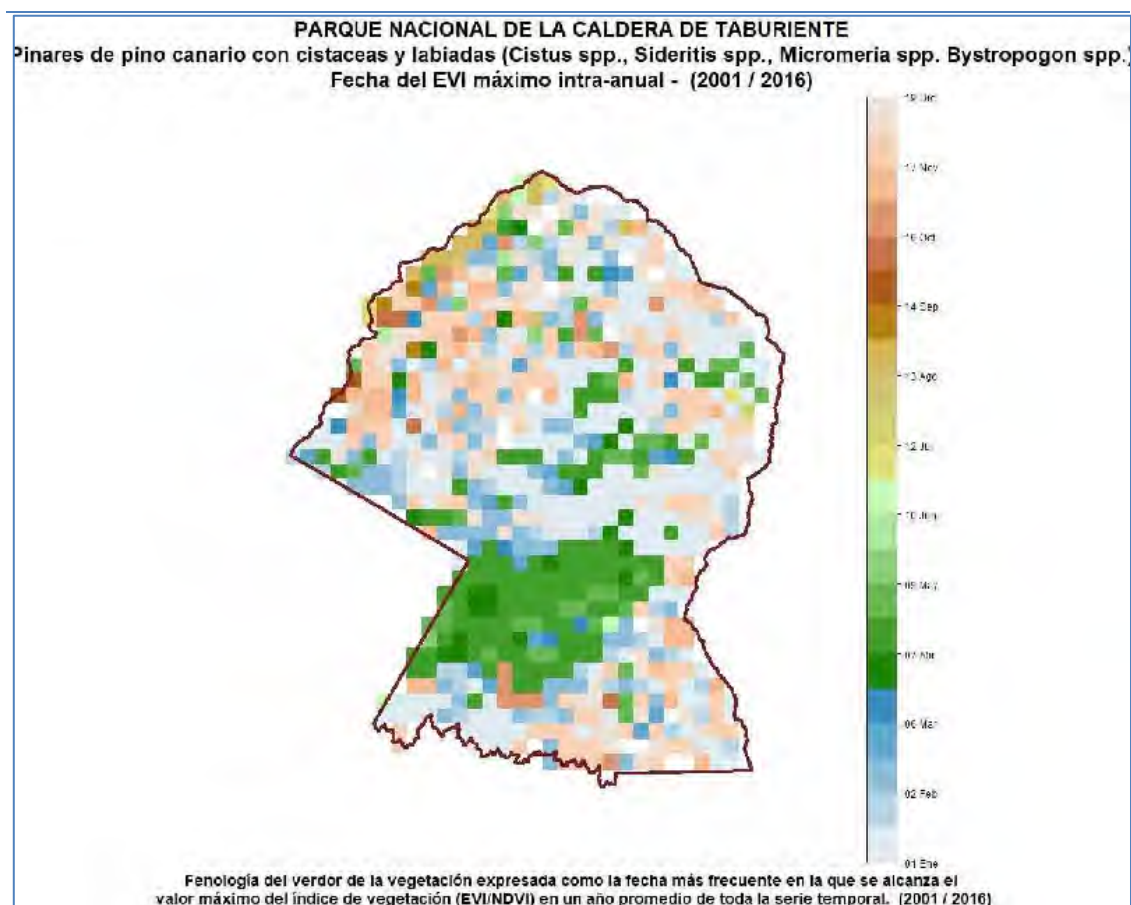 PARQUE NACIONAL DE LA CALDERA DE TABURIENTE
Pinares de pino canario con cistaceas y labiadas (Cistus spp., Sideritis spp., Micromeria spp. Bystropogon spp.)
Fecha del EVI máximo intra-anual - (2001 / 2016)
17 Nov
16 Oct
14 Sep
13 Ago
12 Jul
10 Jun
09 May
07 Abr
06 Mar
02 Feb
01 Ene
Fenología del verdor de la vegetación expresada como la fecha más frecuente en la que se alcanza el
valor máximo del índice de vegetación (EVI/NDVI) en un año promedio de toda la serie temporal. (2001 / 2016)